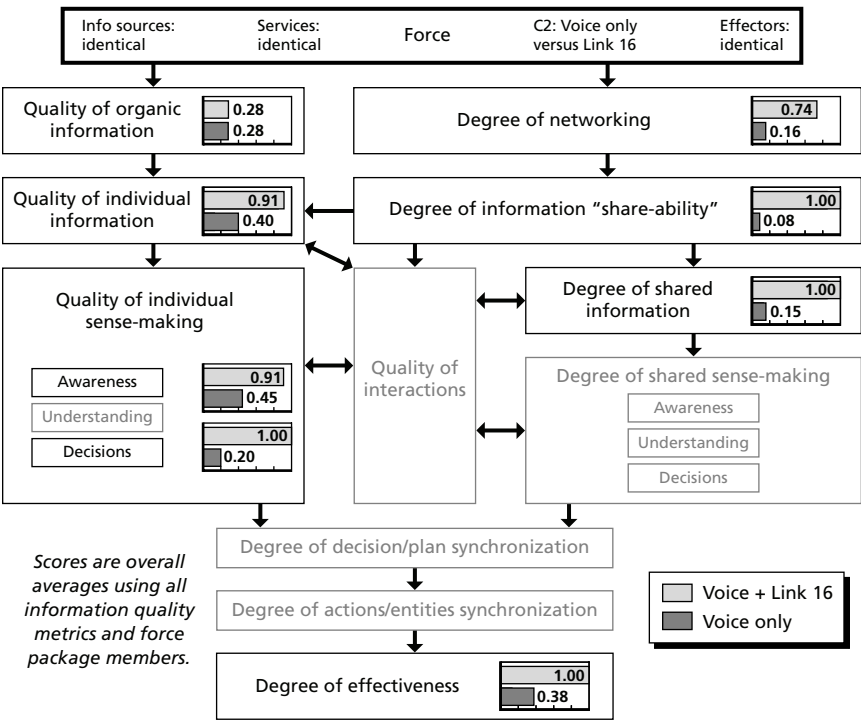 Info sources:
identical
Services:
identical
Force
C2: Voice only
versus Link 16
Effectors:
identical
Quality of organic
information
0.28
0.28
Degree of networking
0.74
0.16
Quality of individual
information
0.91
0.40
Degree of information “share-ability”
1.00
0.08
Quality of individual
sense-making
Awareness
0.91
0.45
Understanding
Decisions
1.00
0.20
Quality of
interactions
Degree of shared
information
1.00
0.15
Degree of shared sense-making
Awareness
Understanding
Decisions
Degree of decision/plan synchronization
Degree of actions/entities synchronization
Degree of effectiveness
1.00
0.38
Scores are overall
averages using all
information quality
metrics and force
package members.
Voice + Link 16
Voice only